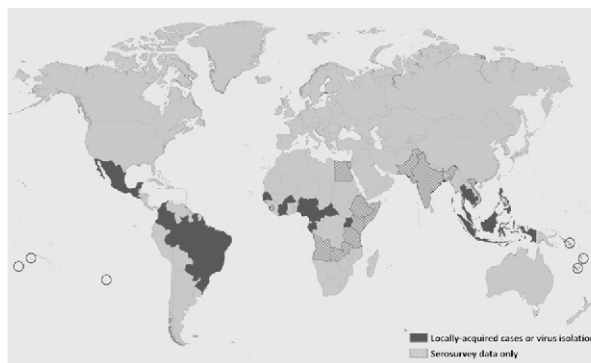 Locally-acquired cases or virus isolation
Serosurvey data only